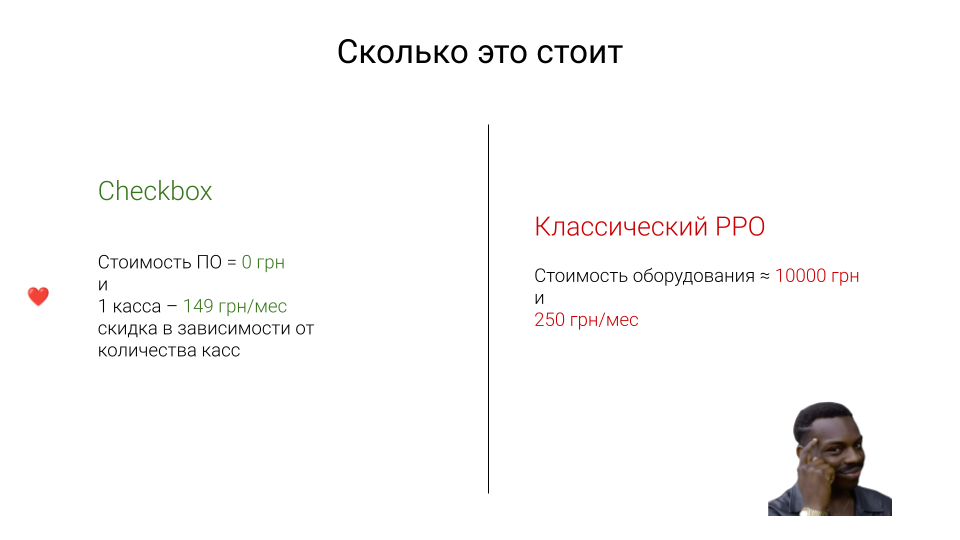 Сколько это стоит
Checkbox
Стоимость ПО = 0 грн
и
1 касса – 149 грн/мес
скидка в зависимости от
количества касс
Классический РРО
Стоимость оборудования ≈ 10000 грн
и
250 грн/мес